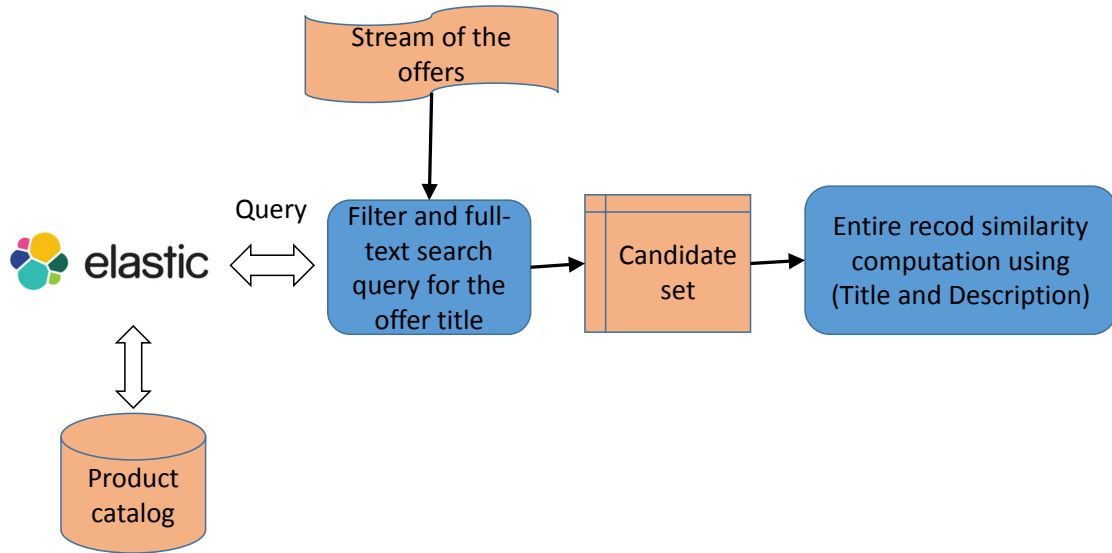 Stream of the
offers
Query
elastic
Filter and full-
text search
query for the
offer title
Candidate
set
Entire recod similarity
computation using
(Title and Description)
Product
catalog